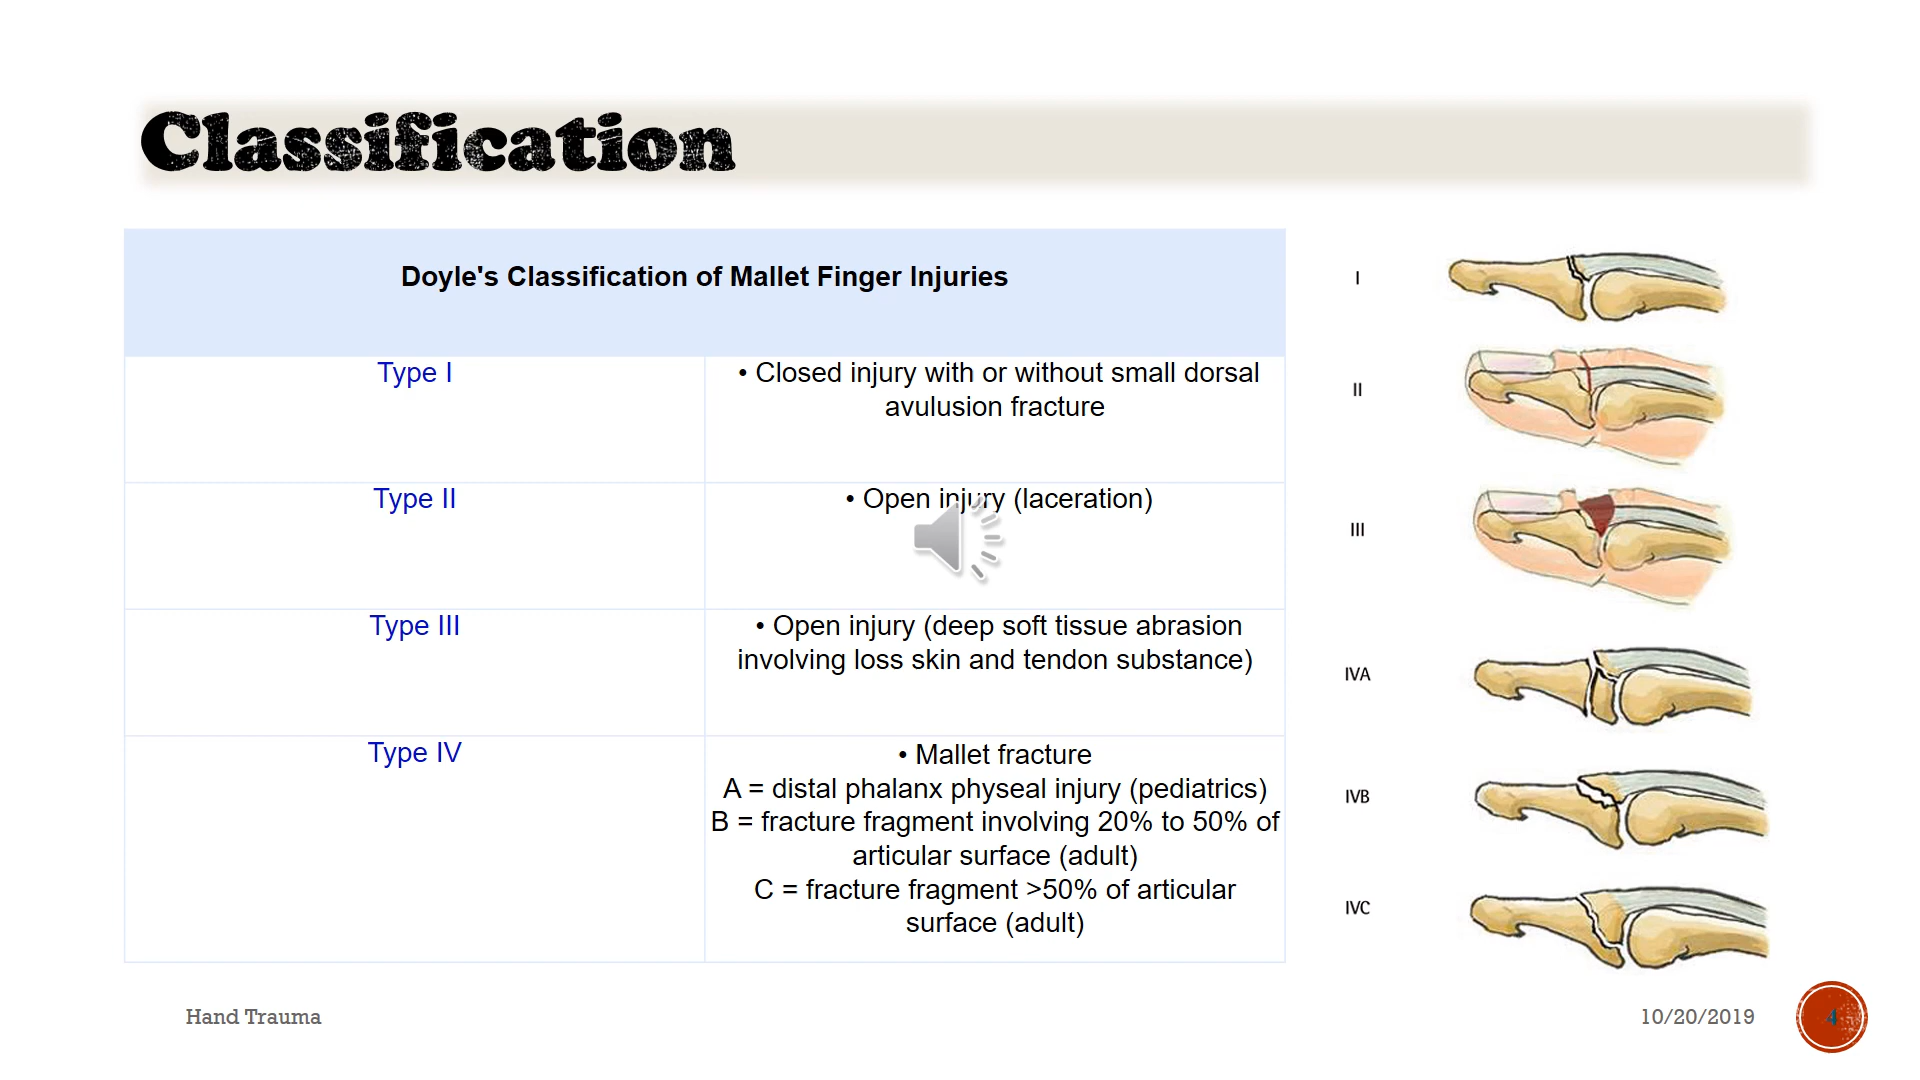 Classification
Doyle's Classification of Mallet Finger Injuries
Type I
• Closed injury with or without small dorsal
avulusion fracture
Type II
• Open injury (laceration)
Type III
• Open injury (deep soft tissue abrasion
involving loss skin and tendon substance)
Type IV
• Mallet fracture
A = distal phalanx physeal injury (pediatrics)
B = fracture fragment involving 20% to 50% of
articular surface (adult)
C = fracture fragment >50% of articular
surface (adult)
I
II
III
IVA
IVB
IVC
Hand Trauma
10/20/2019
4